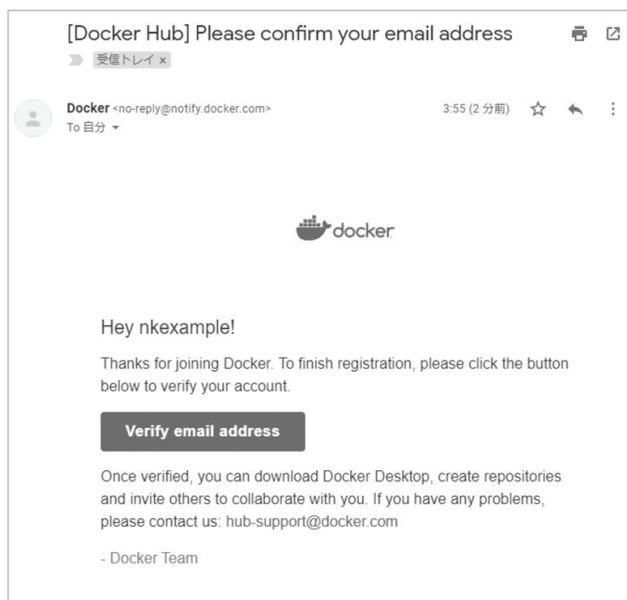 [Docker Hub] Please confirm your email address
受信トレイ ×
Docker <no-reply@notify.docker.com>
3:55 (2 分前)
To 自分
docker
Hey nkexample!
Thanks for joining Docker. To finish registration, please click the button
below to verify your account.
Verify email address
Once verified, you can download Docker Desktop, create repositories
and invite others to collaborate with you. If you have any problems,
please contact us: hub-support@docker.com
- Docker Team